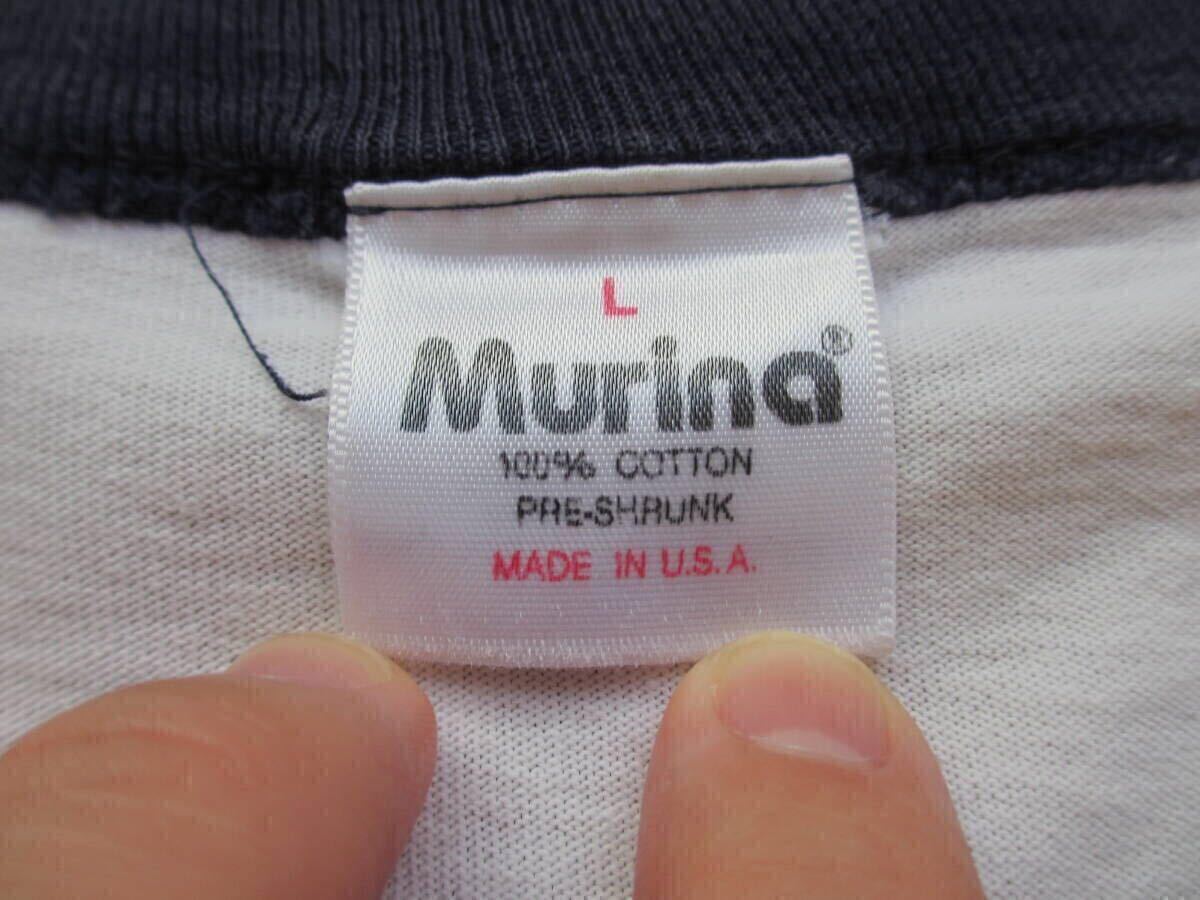 L
Murina®
100% COTTON
PRE-SHRUNK
MADE IN U.S.A.